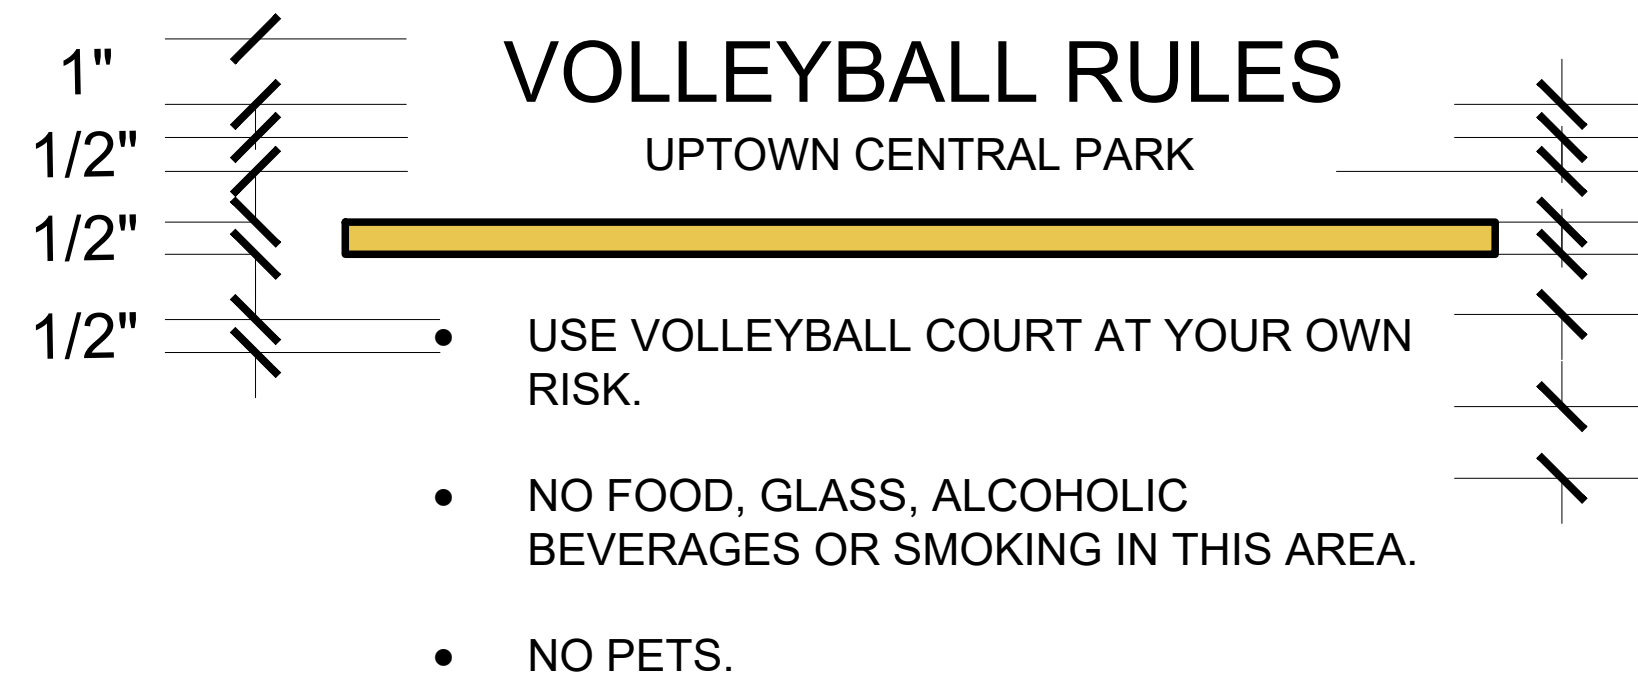 1"
VOLLEYBALL RULES
1/2"
UPTOWN CENTRAL PARK
1/2"
1/2"
• USE VOLLEYBALL COURT AT YOUR OWN
RISK.
• NO FOOD, GLASS, ALCOHOLIC
BEVERAGES OR SMOKING IN THIS AREA.
• NO PETS.